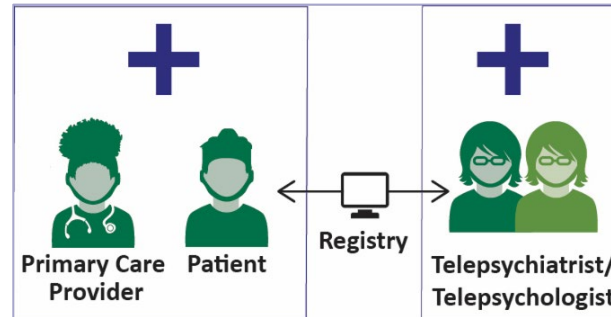 Primary Care
Provider
Patient
Registry
Telepsychiatrist/
Telepsychologist